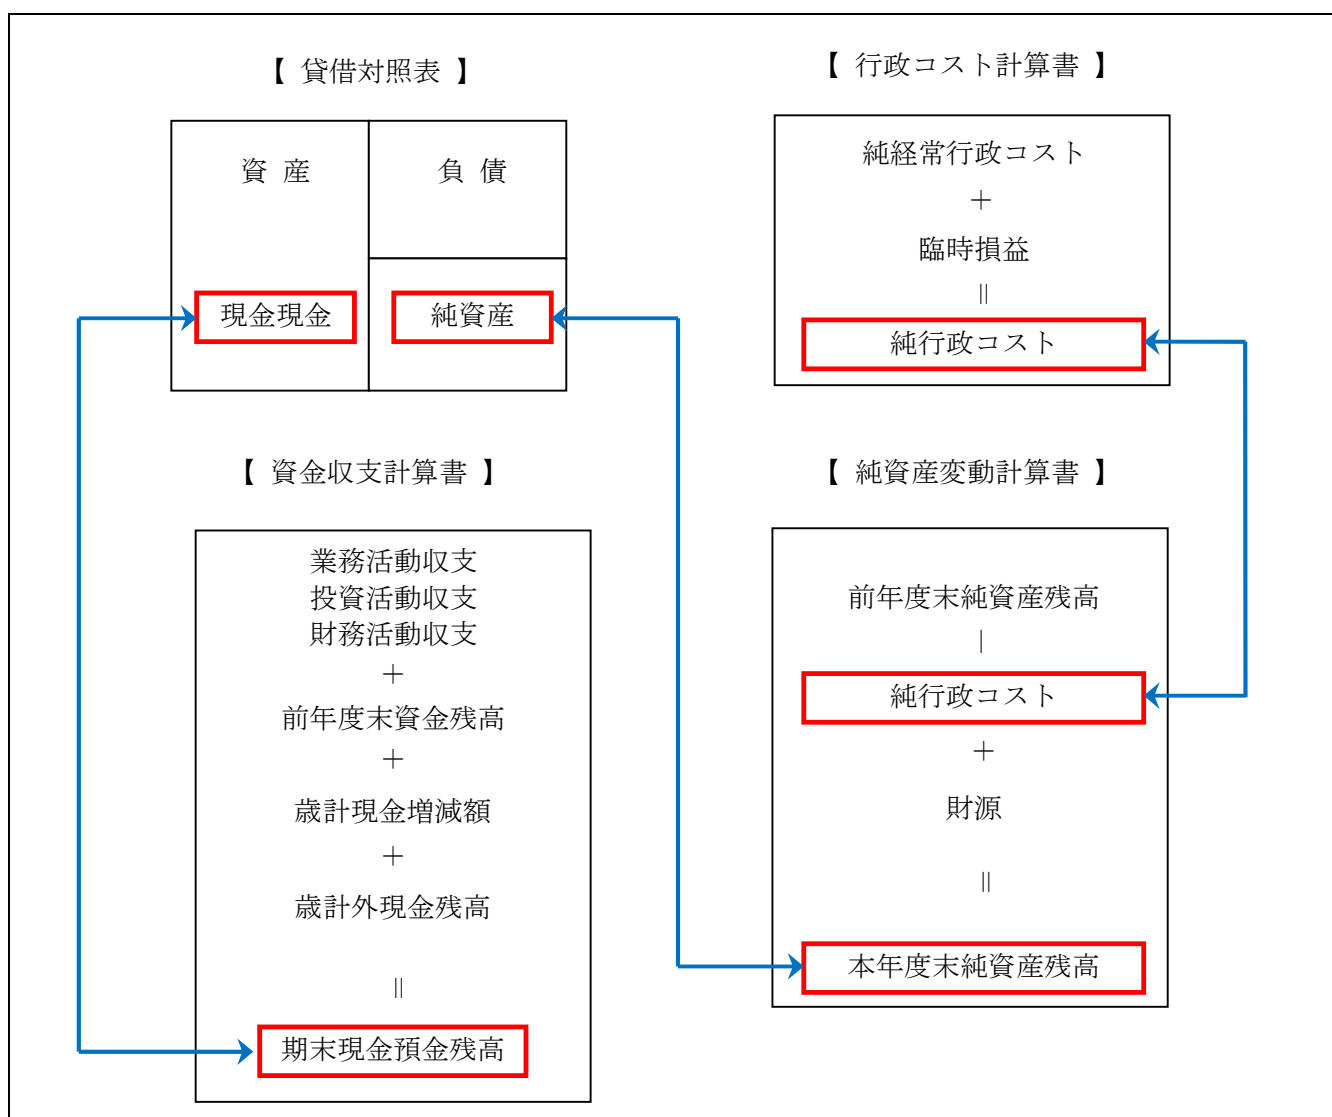 【 貸借対照表 】
資 産
負 債
現金現金
純資産
【 行政コスト計算書 】
純経常行政コスト
＋
臨時損益
||
純行政コスト
【 資金収支計算書 】
業務活動収支
投資活動収支
財務活動収支
＋
前年度末資金残高
＋
歳計現金増減額
＋
歳計外現金残高
||
期末現金預金残高
【 純資産変動計算書 】
前年度末純資産残高
|
純行政コスト
＋
財源
||
本年度末純資産残高